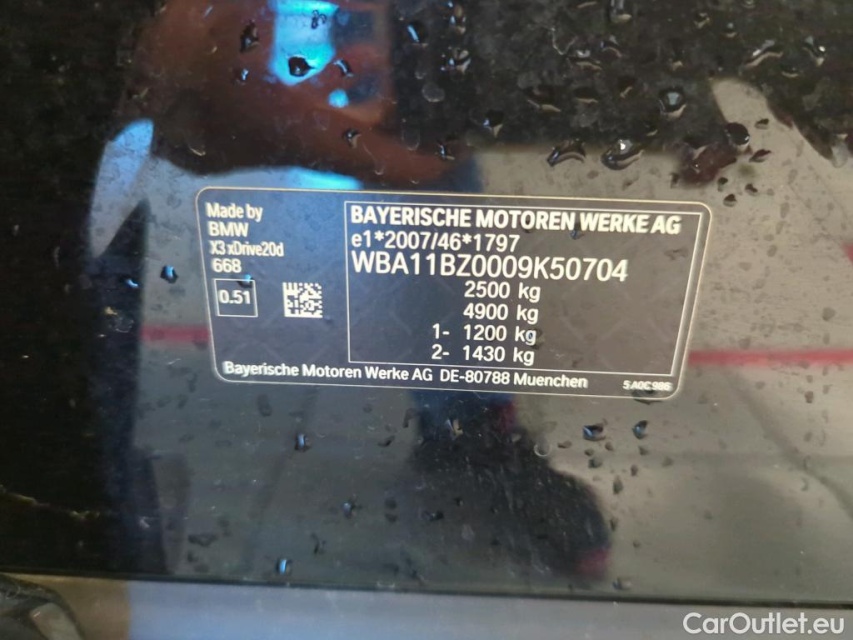 Made by
BMW
X3 xDrive20d
668
0.51
BAYERISCHE MOTOREN WERKE AG
e1*2007/46*1797
WBA11BZ0009K50704
2500 kg
4900 kg
1- 1200 kg
2- 1430 kg
Bayerische Motoren Werke AG DE-80788 Muenchen
5A0C986
CarOutlet.eu